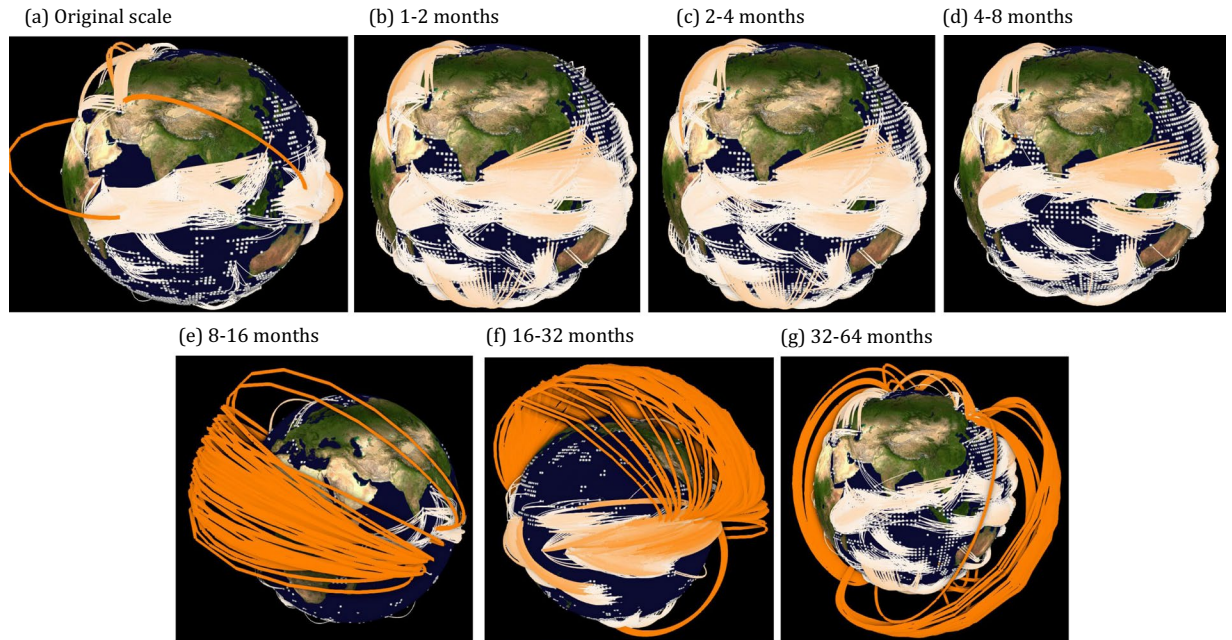 (a) Original scale
(b) 1-2 months
(c) 2-4 months
(d) 4-8 months
(e) 8-16 months
(f) 16-32 months
(g) 32-64 months